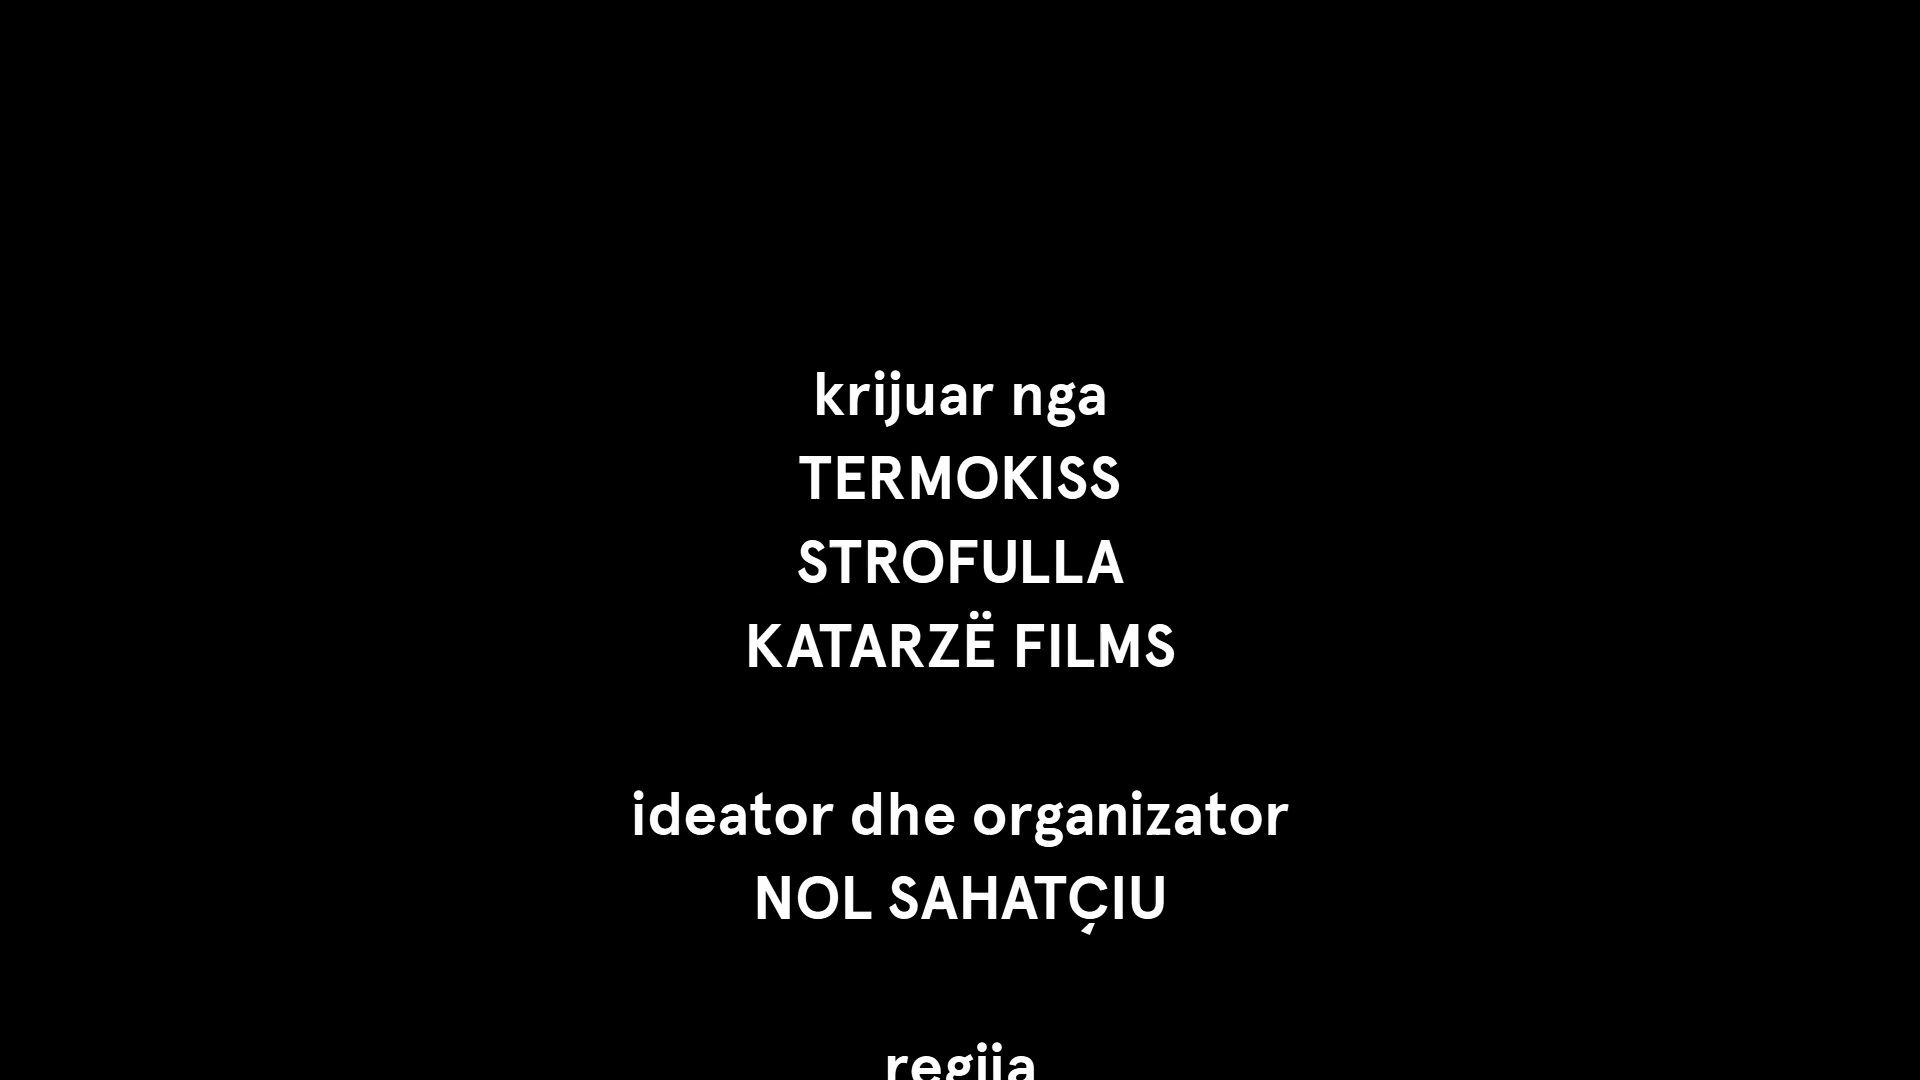 krijuar nga
TERMOKISS
STROFULLA
KATARZË FILMS
ideator dhe organizator
NOL SAHATÇIU
regjia